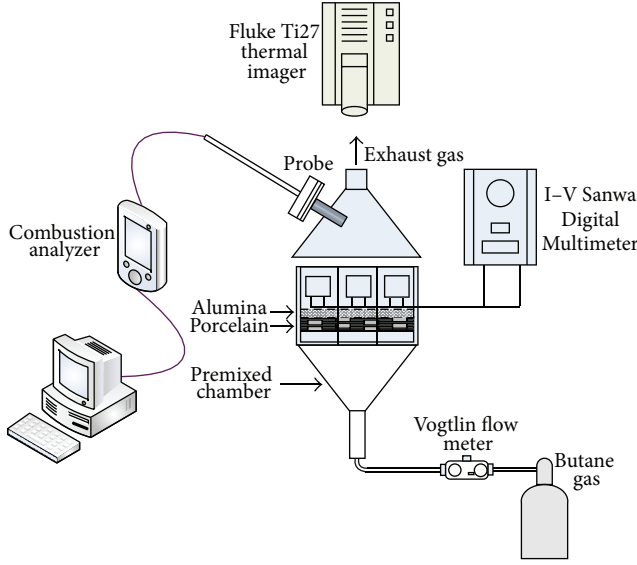 Fluke Ti27
thermal
imager
Exhaust gas
Probe
I–V Sanwa
Digital
Multimeter
Combustion
analyzer
Alumina
Porcelain
Premixed
chamber
Vogtlin flow
meter
Butane
gas